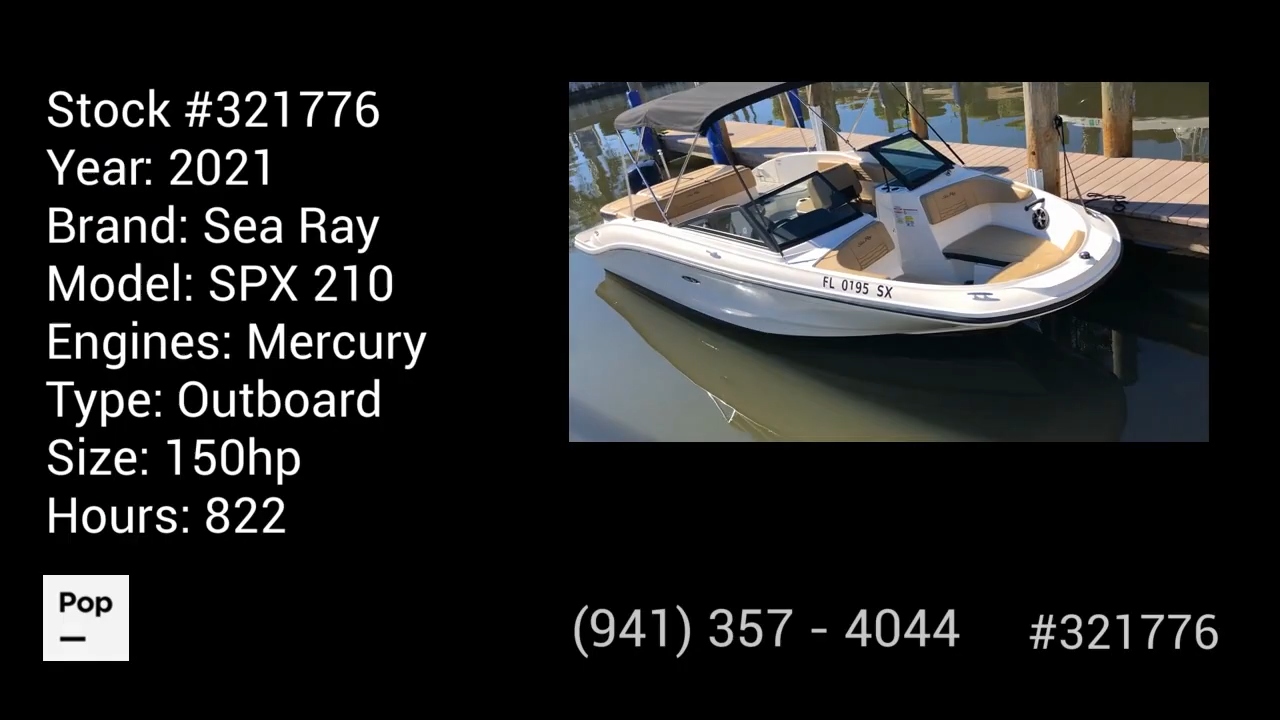 Stock #321776
Year: 2021
Brand: Sea Ray
Model: SPX 210
Engines: Mercury
Type: Outboard
Size: 150hp
Hours: 822
FL 0195 SX
Pop
(941) 357 - 4044
#321776